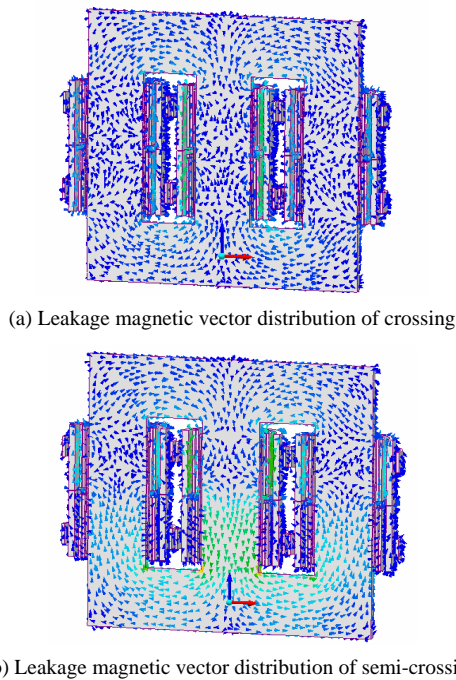 (a) Leakage magnetic vector distribution of crossing
) Leakage magnetic vector distribution of semi-crossi